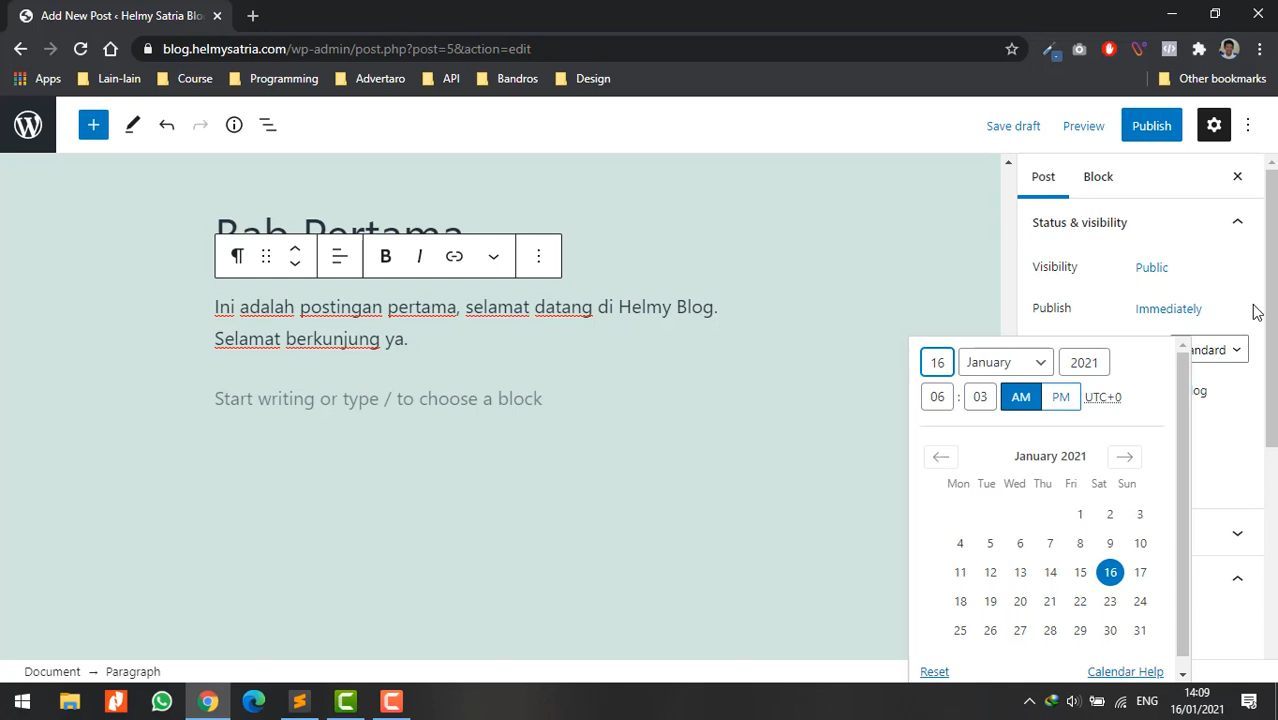 Add New Post ‹ Helmy Satria Blo
blog.helmysatria.com/wp-admin/post.php?post=5&action=edit
Apps Lain-lain Course Programming Advertaro API Bandros Design Other bookmarks
Save draft Preview Publish
Post Block
Bab Pertama
Status & visibility
B I
Visibility Public
Ini adalah postingan pertama, selamat datang di Helmy Blog.
Publish Immediately
Selamat berkunjung ya.
16 January 2021
06 : 03 AM PM UTC+0
Start writing or type / to choose a block
January 2021
Mon Tue Wed Thu Fri Sat Sun
1 2 3
4 5 6 7 8 9 10
11 12 13 14 15 16 17
18 19 20 21 22 23 24
25 26 27 28 29 30 31
Reset Calendar Help
Document → Paragraph
ENG
14:09
16/01/2021